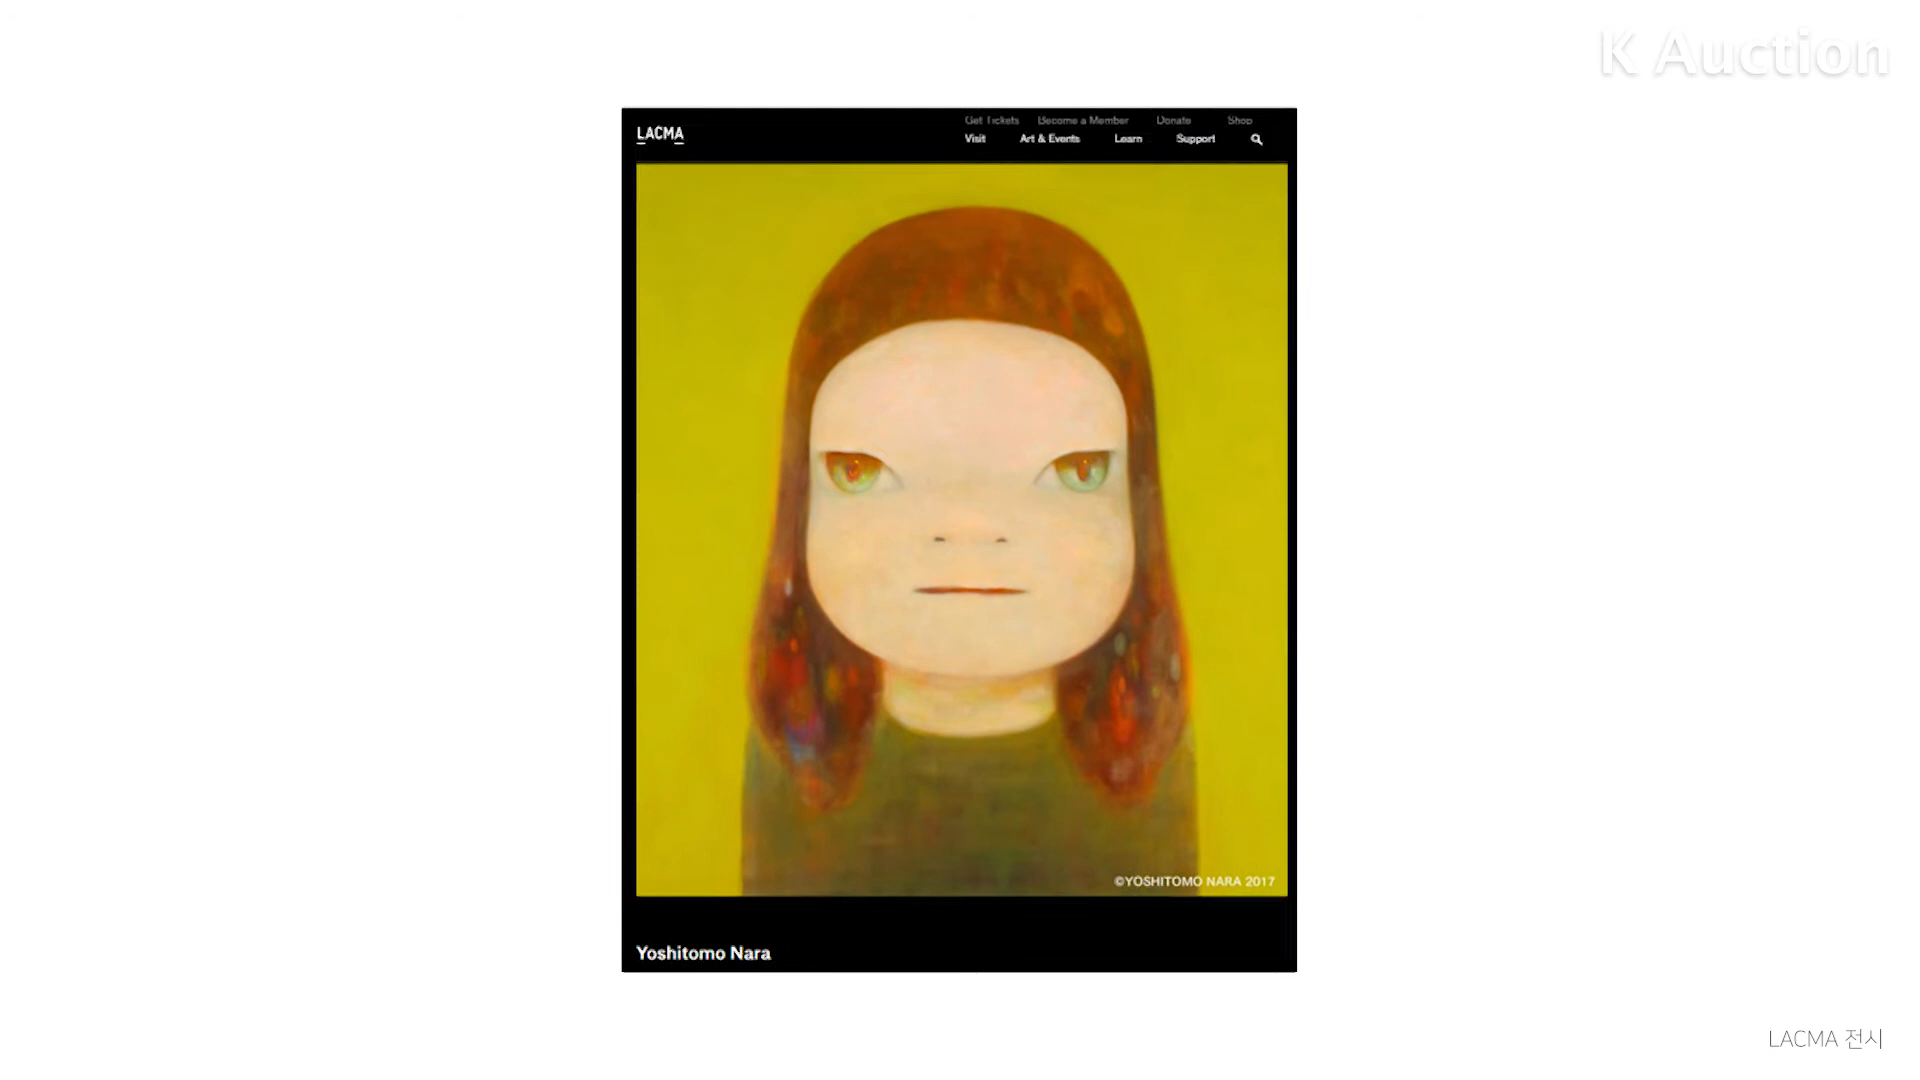 K Auction
LACMA
Get Tickets Become a Member Donate Shop
Visit Art & Events Learn Support
©YOSHITOMO NARA 2017
Yoshitomo Nara
LACMA 전시